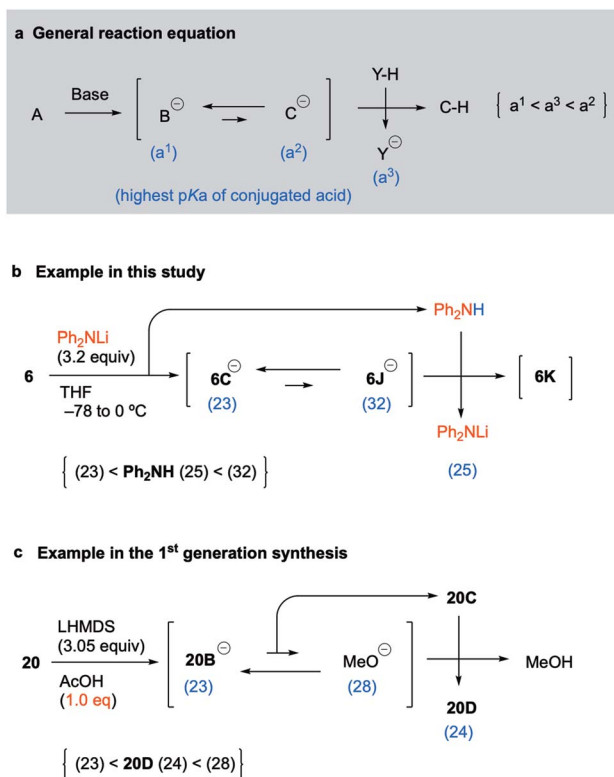 a General reaction equation
Y-H
A Base [ B⊖ C⊖ ] C-H { a¹ < a³ < a² }
(a¹) (a²) Y⊖
(a³)
(highest pKa of conjugated acid)
b Example in this study
Ph₂NH
Ph₂NLi
(3.2 equiv)
6 [ 6C⊖ 6J⊖ ] [ 6K ]
THF (23) (32)
–78 to 0 ºC
Ph₂NLi
(25)
{ (23) < Ph₂NH (25) < (32) }
c Example in the 1st generation synthesis
20C
LHMDS
(3.05 equiv)
20 [ 20B⊖ MeO⊖ ] MeOH
AcOH (23) (28)
(1.0 eq)
20D
(24)
{ (23) < 20D (24) < (28) }